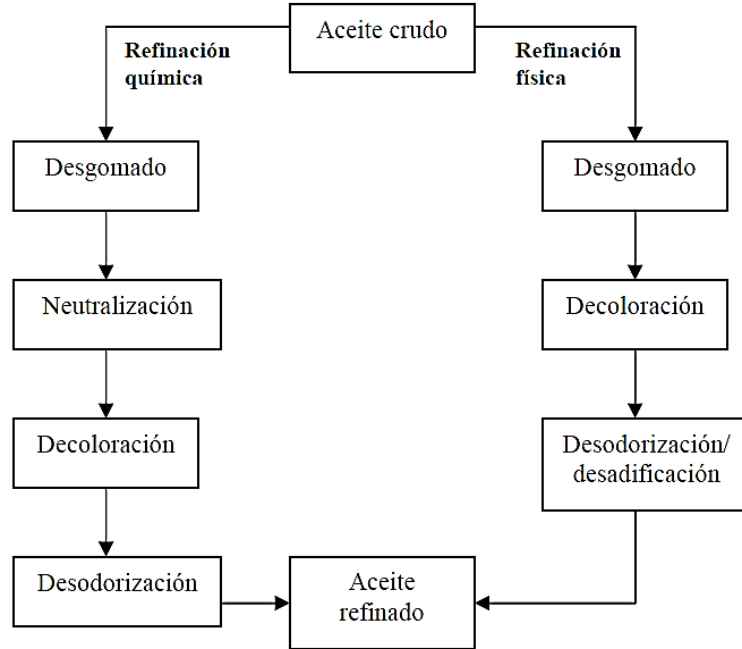 Aceite crudo
Refinación
química
Refinación
física
Desgomado
Desgomado
Neutralización
Decoloración
Decoloración
Desodorización/
desadificación
Desodorización
Aceite
refinado